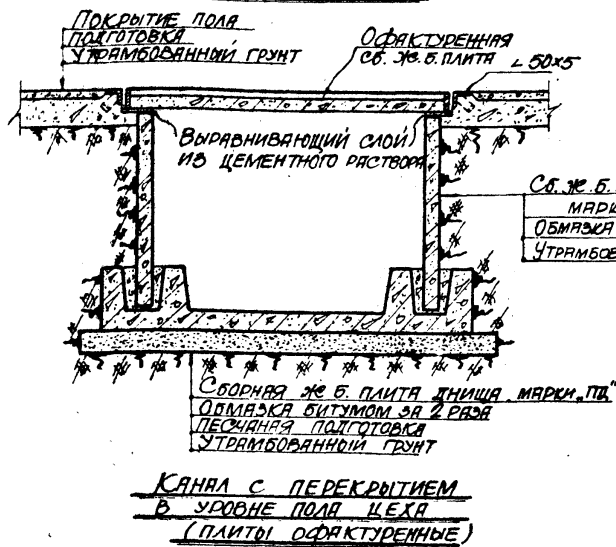 ПОКРЫТИЕ ПОЛА
ПОДГОТОВКА
УТРАМБОВАННЫЙ ГРУНТ
ОФАКТУРЕННАЯ
СБ. Ж.Б. ПЛИТА
∟50×5
ВЫРАВНИВАЮЩИЙ СЛОЙ
ИЗ ЦЕМЕНТНОГО РАСТВОРА
СБ. Ж.Б.
МАРК
ОБМАЗКА
УТРАМБОВ
СБОРНАЯ Ж.Б. ПЛИТА ДНИЩА МАРКИ „ПД"
ОБМАЗКА БИТУМОМ ЗА 2 РАЗА
ПЕСЧАНАЯ ПОДГОТОВКА
УТРАМБОВАННЫЙ ГРУНТ
КАНАЛ С ПЕРЕКРЫТИЕМ
В УРОВНЕ ПОЛА ЦЕХА
(ПЛИТЫ ОФАКТУРЕННЫЕ)